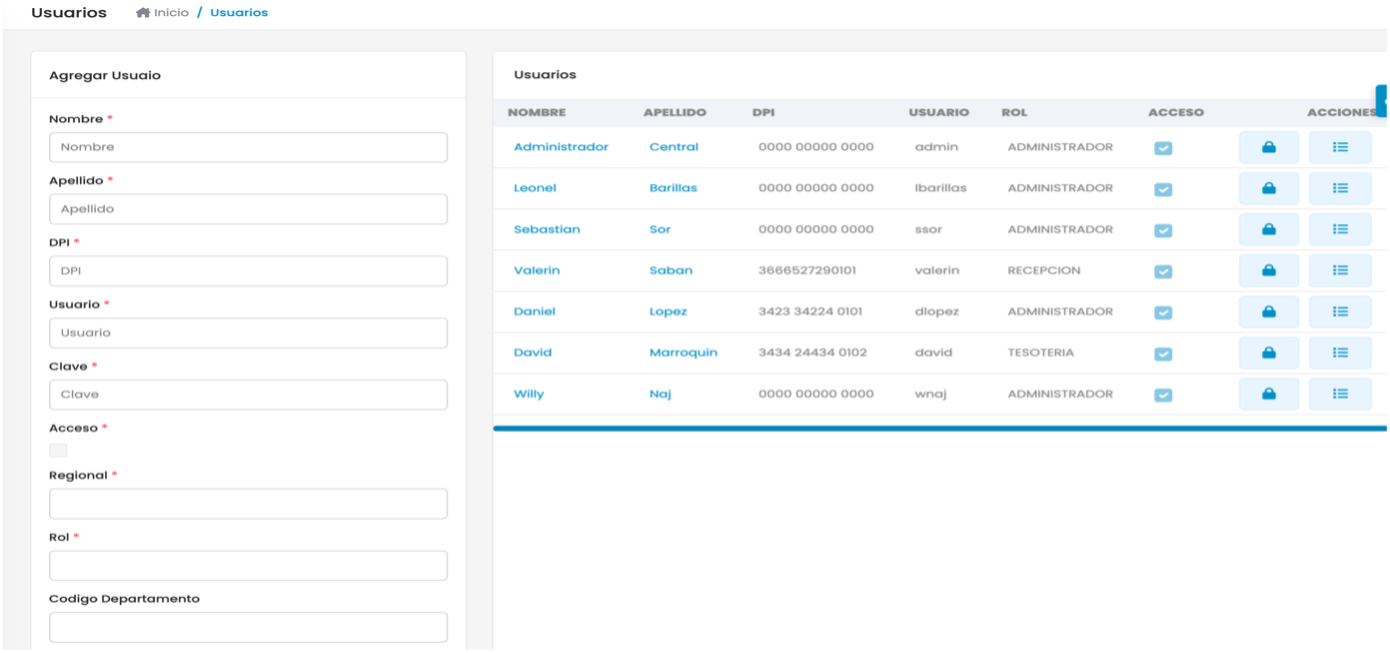 Usuarios Inicio / Usuarios
Agregar Usuaio
Nombre *
Nombre
Apellido *
Apellido
DPI *
DPI
Usuario *
Usuario
Clave *
Clave
Acceso *
Regional *
Rol *
Codigo Departamento
Usuarios
NOMBRE APELLIDO DPI USUARIO ROL ACCESO ACCIONES
Administrador Central 0000 00000 0000 admin ADMINISTRADOR
Leonel Barillas 0000 00000 0000 lbarillas ADMINISTRADOR
Sebastian Sor 0000 00000 0000 ssor ADMINISTRADOR
Valerin Saban 3666527290101 valerin RECEPCION
Daniel Lopez 3423 34224 0101 dlopez ADMINISTRADOR
David Marroquin 3434 24434 0102 david TESOTERIA
Willy Naj 0000 00000 0000 wnaj ADMINISTRADOR